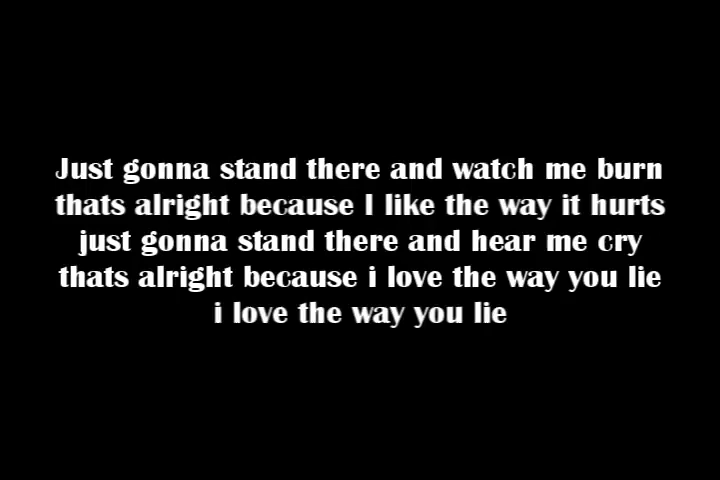 Just gonna stand there and watch me burn
thats alright because I like the way it hurts
just gonna stand there and hear me cry
thats alright because i love the way you lie
i love the way you lie